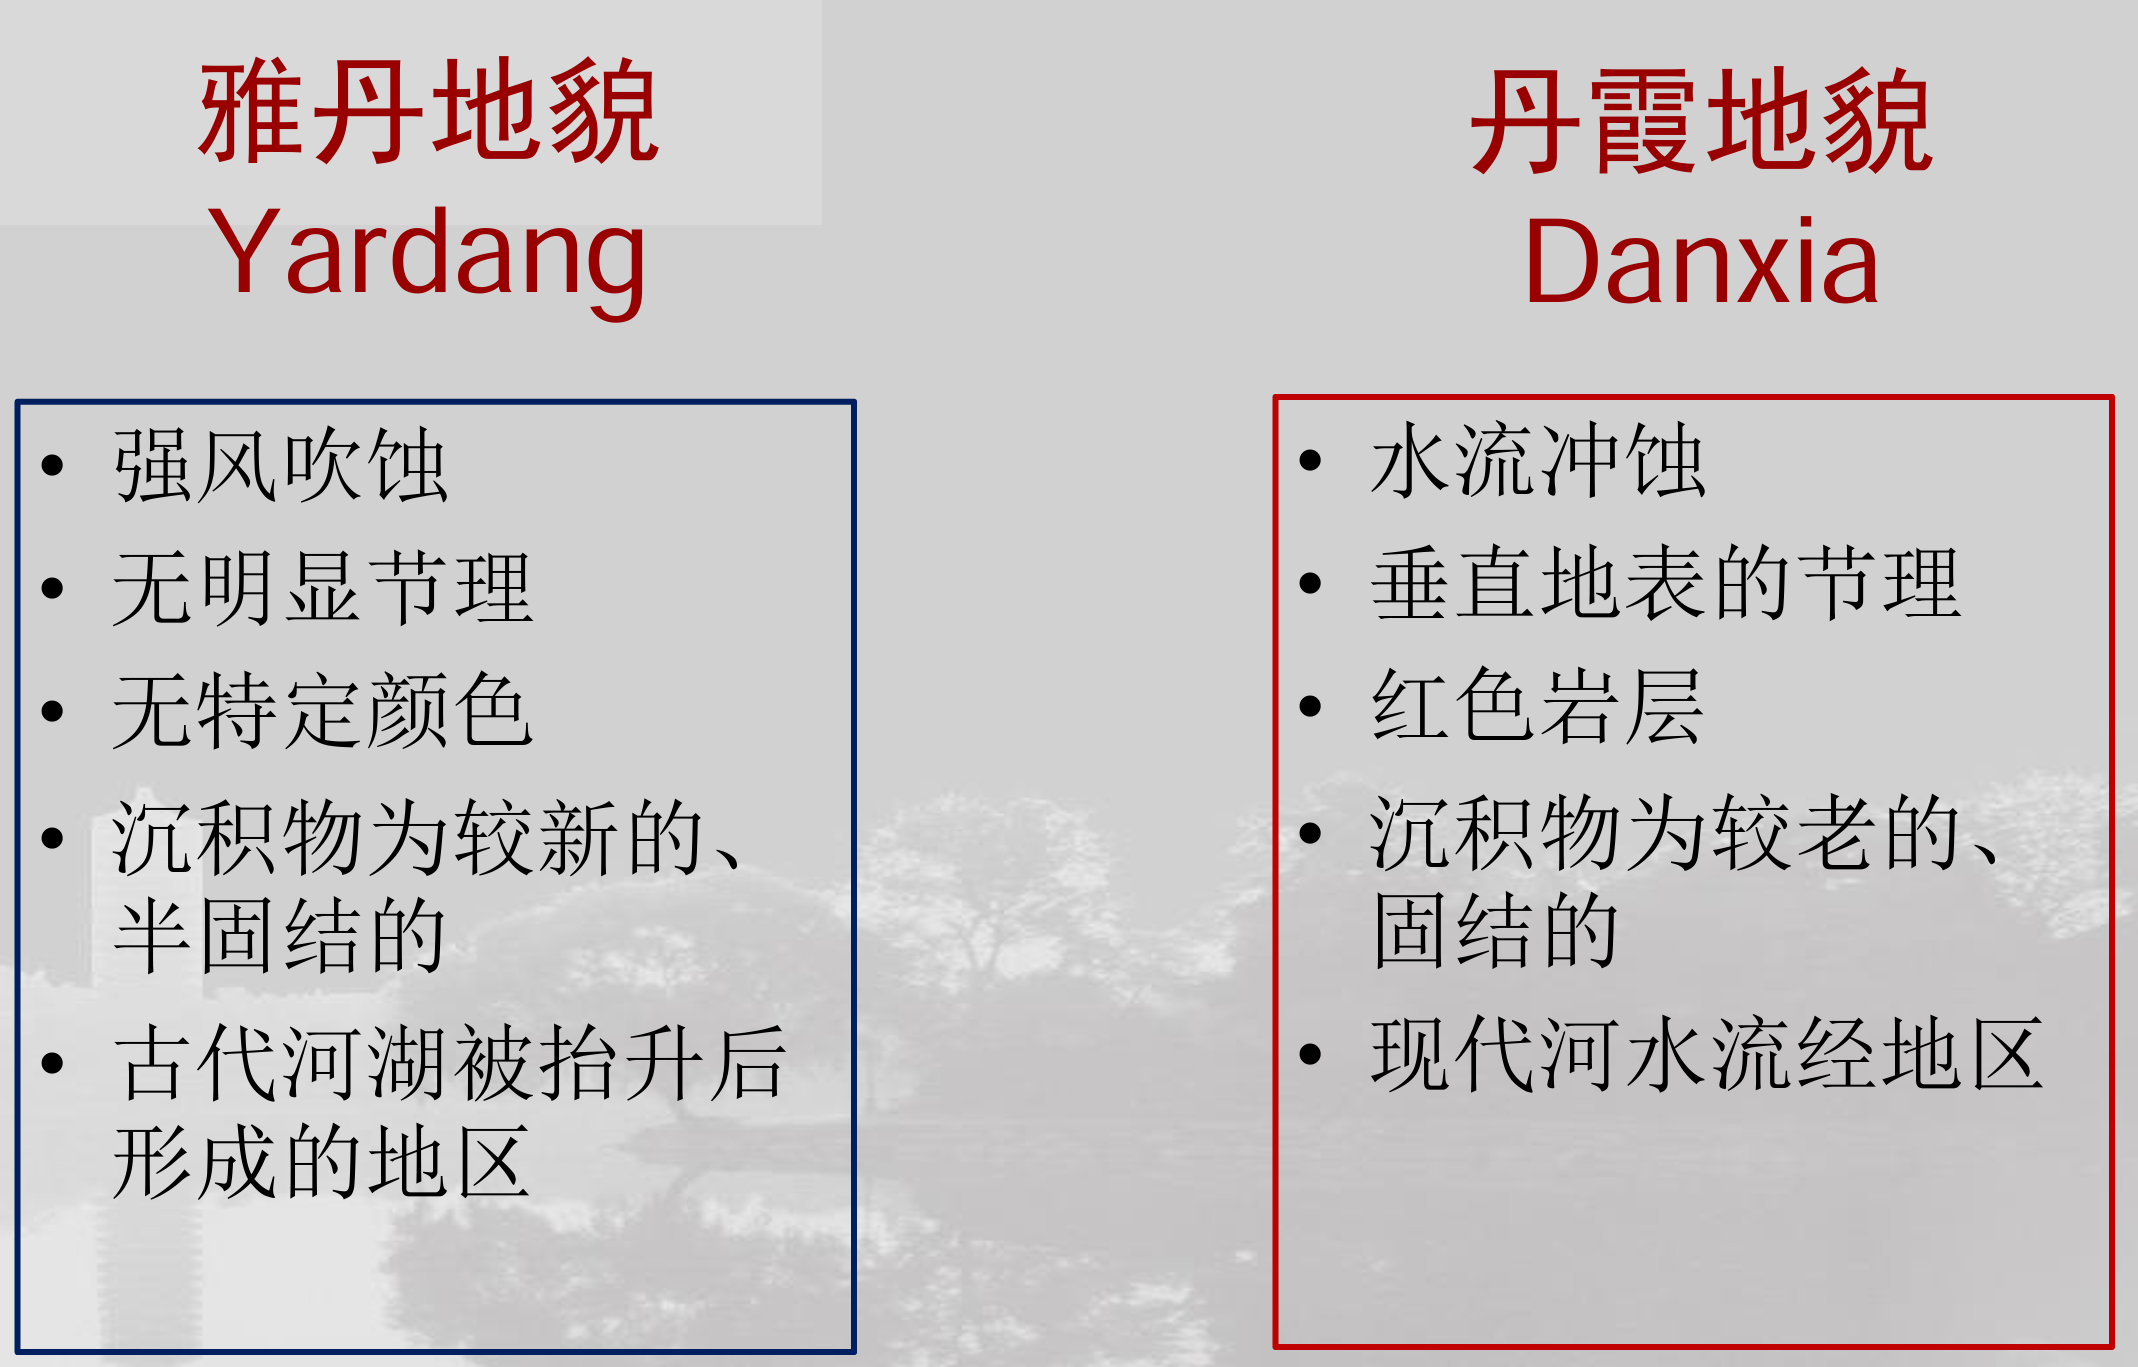 雅丹地貌
Yardang
• 强风吹蚀
• 无明显节理
• 无特定颜色
• 沉积物为较新的、
半固结的
• 古代河湖被抬升后
形成的地区
丹霞地貌
Danxia
• 水流冲蚀
• 垂直地表的节理
• 红色岩层
• 沉积物为较老的、
固结的
• 现代河水流经地区